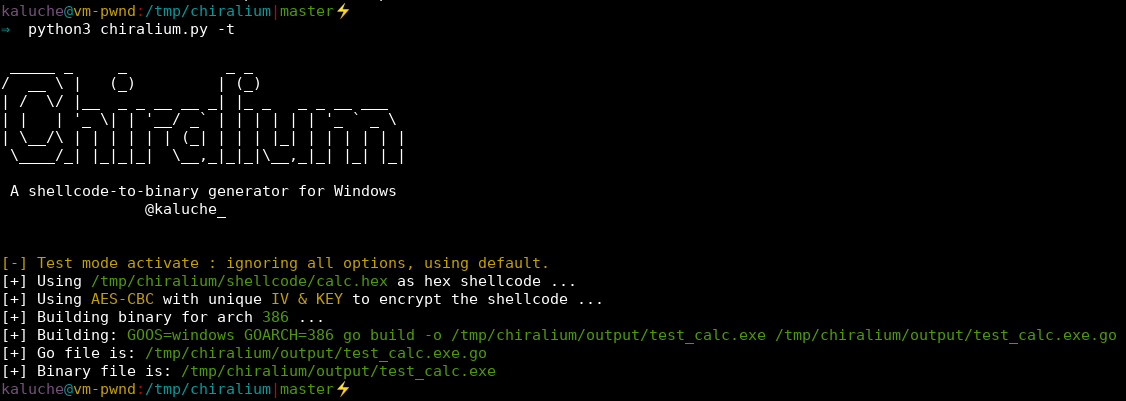 kaluche@vm-pwnd:/tmp/chiralium|master⚡
⇒  python3 chiralium.py -t
 _____ _     _           _ _
/  __ \ |   (_)         | (_)
| /  \/ |__  _ _ __ __ _| |_ _   _ _ __ ___
| |   | '_ \| | '__/ _` | | | | | | '_ ` _ \
| \__/\ | | | | | | (_| | | | |_| | | | | | |
 \____/_| |_|_|_|  \__,_|_|_|\__,_|_| |_| |_|
 A shellcode-to-binary generator for Windows
                @kaluche_
[-] Test mode activate : ignoring all options, using default.
[+] Using /tmp/chiralium/shellcode/calc.hex as hex shellcode ...
[+] Using AES-CBC with unique IV & KEY to encrypt the shellcode ...
[+] Building binary for arch 386 ...
[+] Building: GOOS=windows GOARCH=386 go build -o /tmp/chiralium/output/test_calc.exe /tmp/chiralium/output/test_calc.exe.go
[+] Go file is: /tmp/chiralium/output/test_calc.exe.go
[+] Binary file is: /tmp/chiralium/output/test_calc.exe
kaluche@vm-pwnd:/tmp/chiralium|master⚡